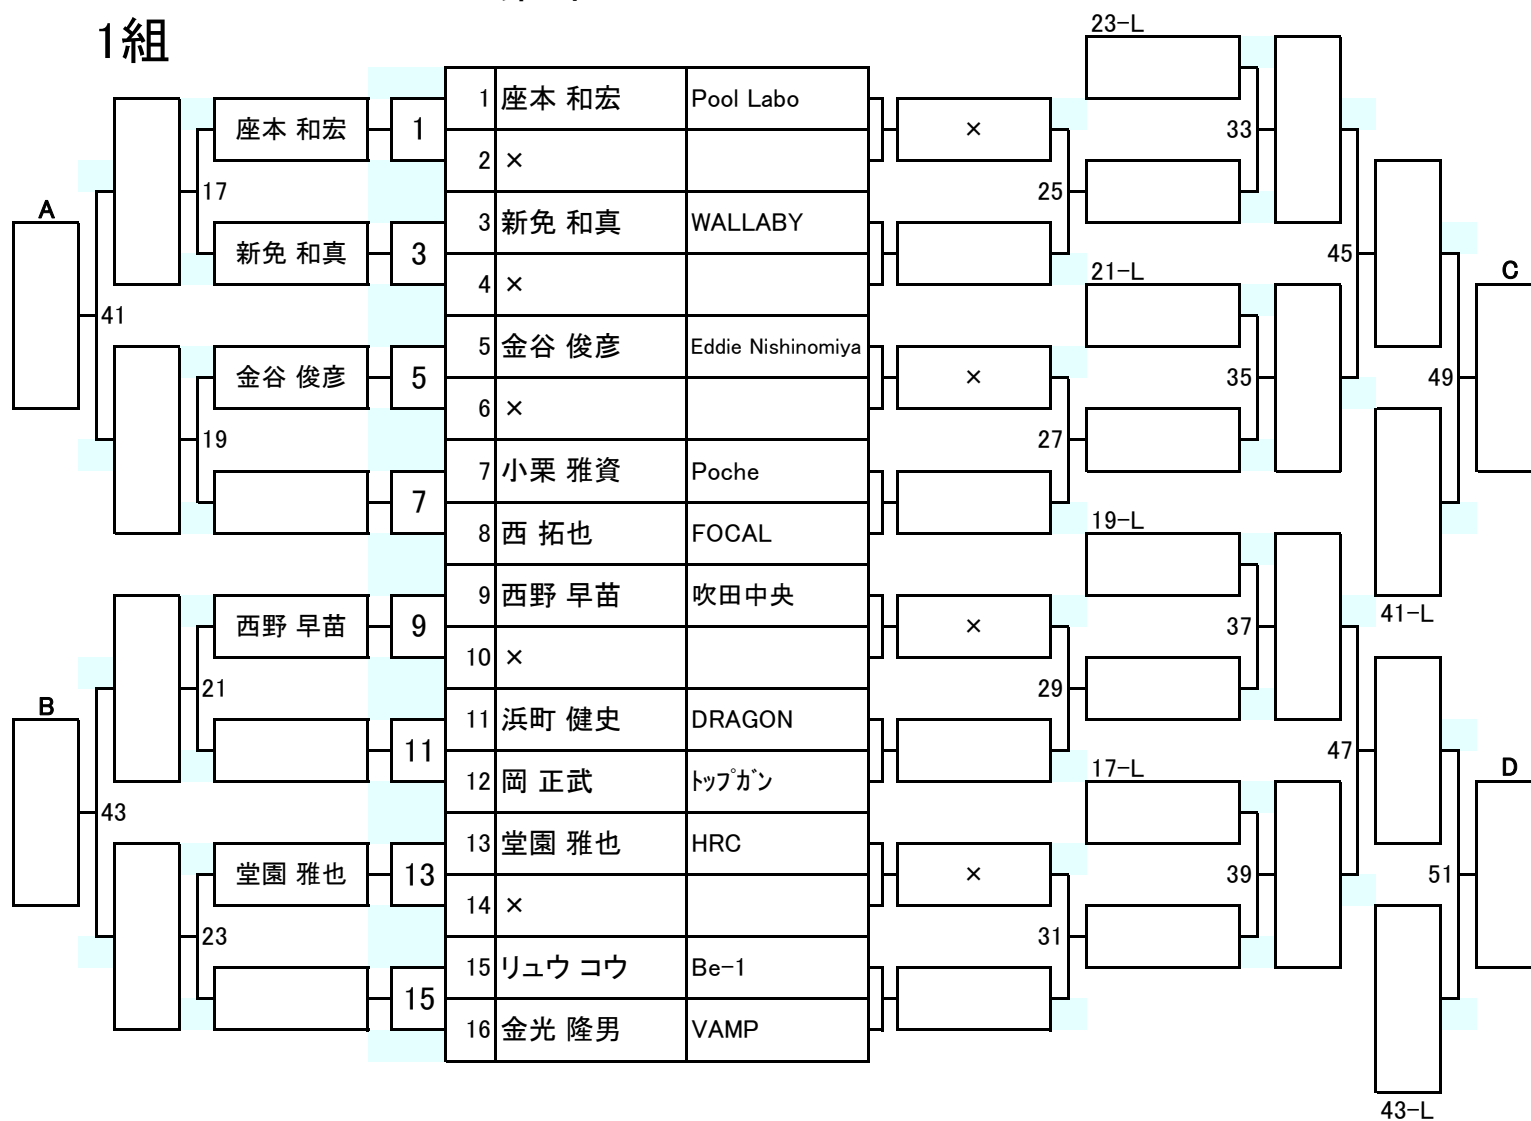 1組
23-L
1 座本 和宏 Pool Labo
座本 和宏 1 × 33
2 ×
17 25
A
3 新免 和真 WALLABY
新免 和真 3 45
21-L C
4 ×
41
5 金谷 俊彦 Eddie Nishinomiya
金谷 俊彦 5 × 35 49
6 ×
19 27
7 小栗 雅資 Poche
7
19-L
8 西 拓也 FOCAL
9 西野 早苗 吹田中央
41-L
西野 早苗 9 × 37
10 ×
21 29
B
11 浜町 健史 DRAGON
11 47
17-L D
12 岡 正武 トップガン
43
13 堂園 雅也 HRC
堂園 雅也 13 × 39 51
14 ×
23 31
15 リュウ コウ Be-1
15
16 金光 隆男 VAMP
43-L